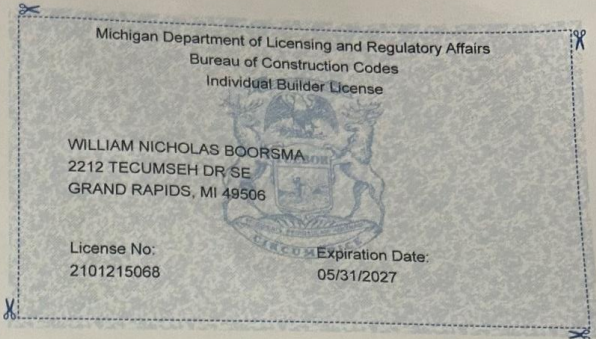 Michigan Department of Licensing and Regulatory Affairs
Bureau of Construction Codes
Individual Builder License
WILLIAM NICHOLAS BOORSMA
2212 TECUMSEH DR SE
GRAND RAPIDS, MI 49506
License No:
2101215068
Expiration Date:
05/31/2027